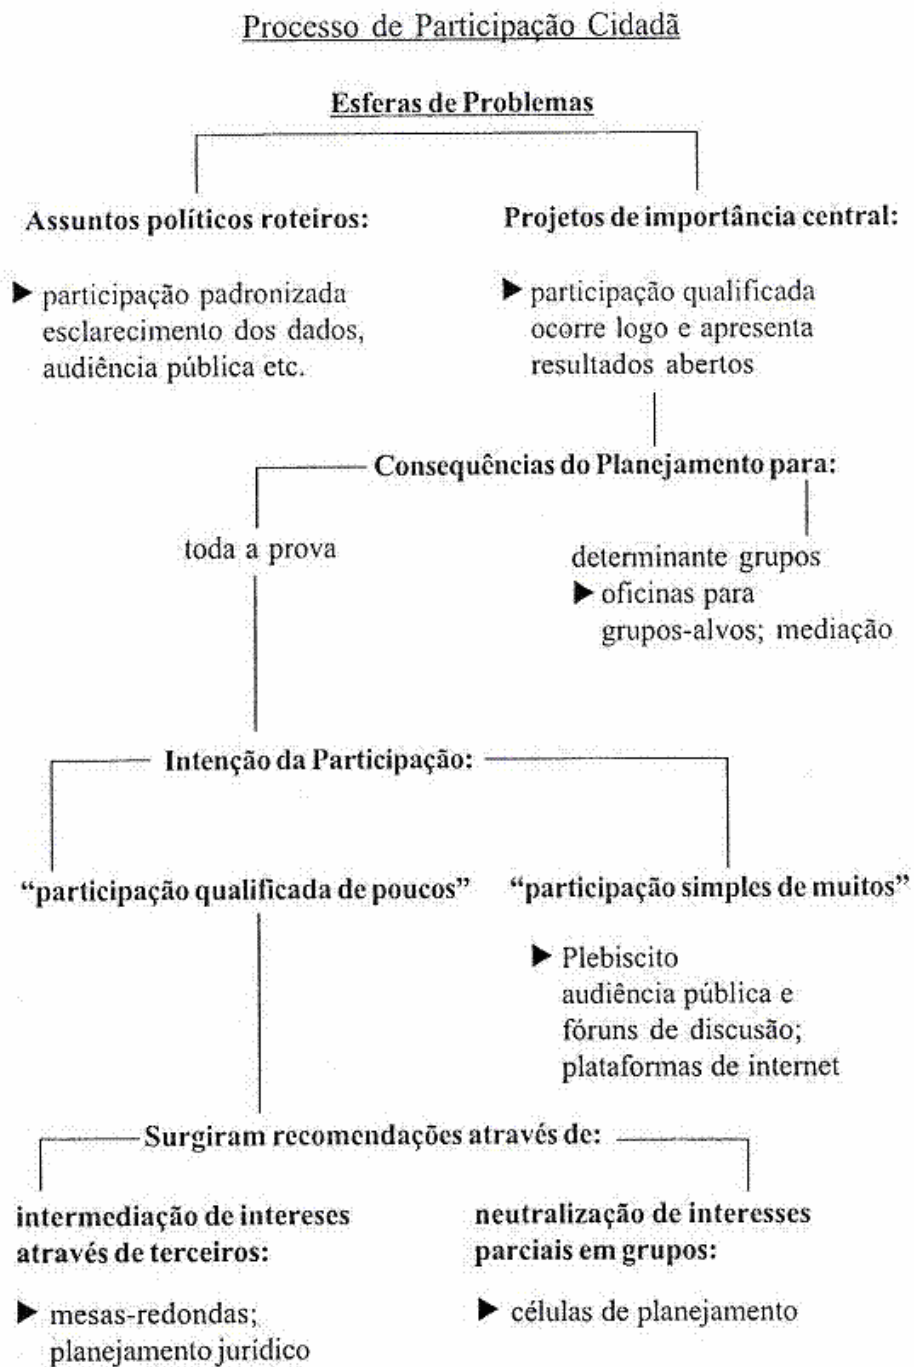 Processo de Participação Cidadã
Esferas de Problemas
Assuntos políticos roteiros:
▶ participação padronizada
esclarecimento dos dados,
audiência pública etc.
Projetos de importância central:
▶ participação qualificada
ocorre logo e apresenta
resultados abertos
Consequências do Planejamento para:
toda a prova
determinante grupos
▶ oficinas para
grupos-alvos; mediação
Intenção da Participação:
“participação qualificada de poucos”
“participação simples de muitos”
▶ Plebiscito
audiência pública e
fóruns de discusão;
plataformas de internet
Surgiram recomendações através de:
intermediação de intereses
através de terceiros:
▶ mesas-redondas;
planejamento jurídico
neutralização de interesses
parciais em grupos:
▶ células de planejamento